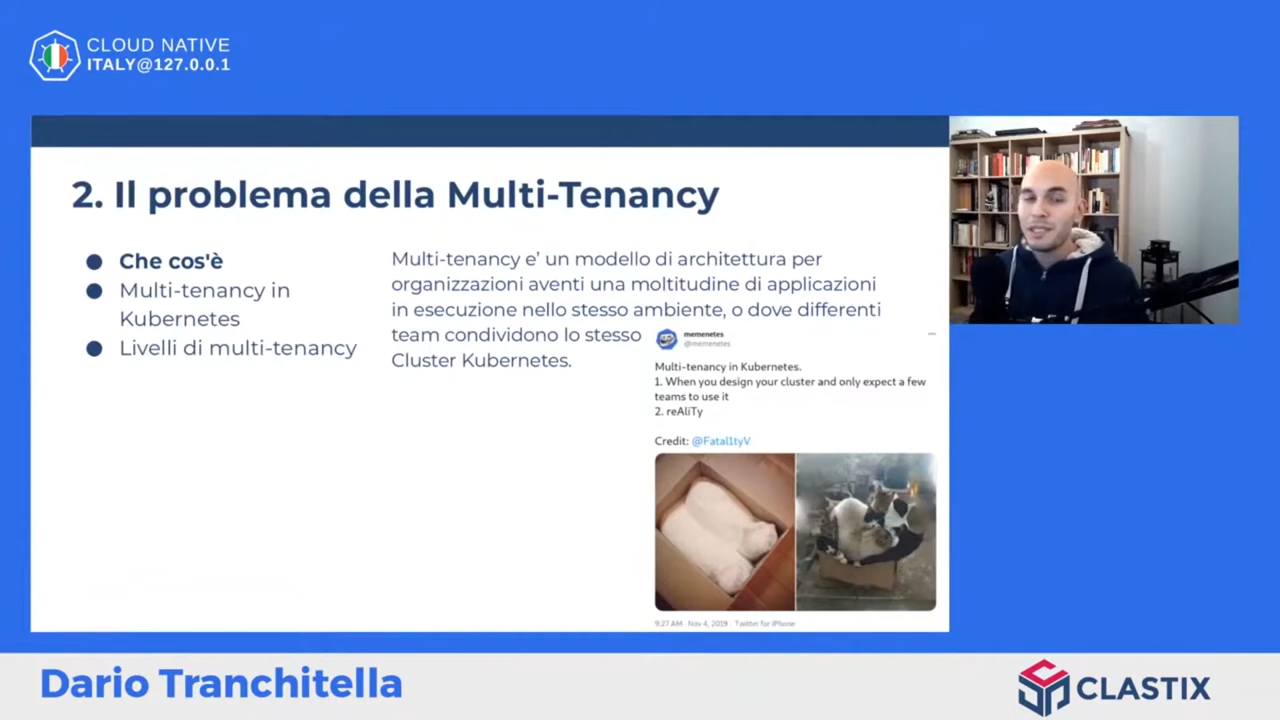 CLOUD NATIVE
ITALY@127.0.0.1
2. Il problema della Multi-Tenancy
Che cos'è
Multi-tenancy in
Kubernetes
Livelli di multi-tenancy
Multi-tenancy e' un modello di architettura per
organizzazioni aventi una moltitudine di applicazioni
in esecuzione nello stesso ambiente, o dove differenti
team condividono lo stesso
Cluster Kubernetes.
memenetes
@memenetes
Multi-tenancy in Kubernetes.
1. When you design your cluster and only expect a few
teams to use it
2. reAliTy
Credit: @Fatal1tyV
9:27 AM · Nov 4, 2019 · Twitter for iPhone
Dario Tranchitella
CLASTIX